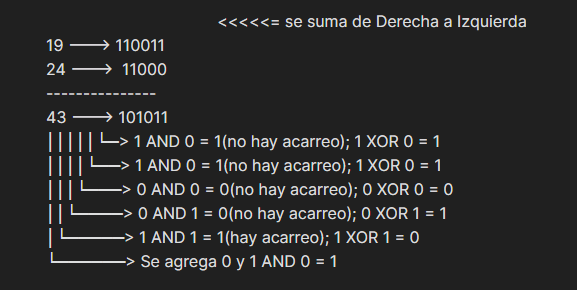 <<<<<= se suma de Derecha a Izquierda
19 ───> 110011
24 ───> 11000
---------------
43 ───> 101011
│││││└─> 1 AND 0 = 1(no hay acarreo); 1 XOR 0 = 1
││││└──> 1 AND 0 = 1(no hay acarreo); 1 XOR 0 = 1
│││└───> 0 AND 0 = 0(no hay acarreo); 0 XOR 0 = 0
││└────> 0 AND 1 = 0(no hay acarreo); 0 XOR 1 = 1
│└─────> 1 AND 1 = 1(hay acarreo); 1 XOR 1 = 0
└──────> Se agrega 0 y 1 AND 0 = 1